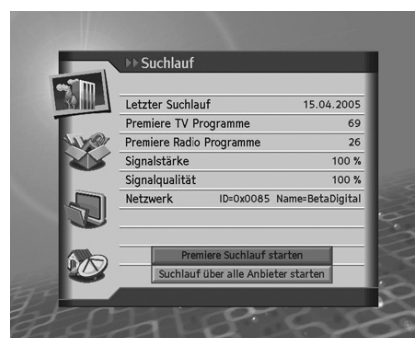 Suchlauf
Letzter Suchlauf 15.04.2005
Premiere TV Programme 69
Premiere Radio Programme 26
Signalstärke 100 %
Signalqualität 100 %
Netzwerk ID=0x0085 Name=BetaDigital
Premiere Suchlauf starten
Suchlauf über alle Anbieter starten